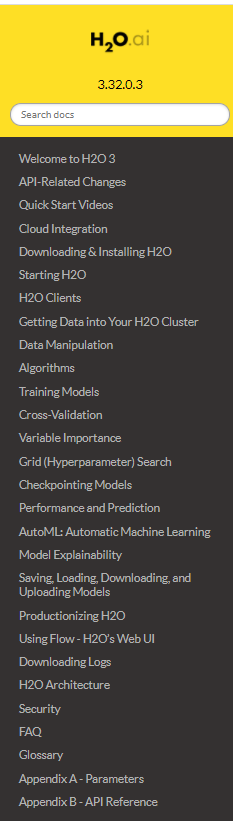 H2O.ai
3.32.0.3
Search docs
Welcome to H2O 3
API-Related Changes
Quick Start Videos
Cloud Integration
Downloading & Installing H2O
Starting H2O
H2O Clients
Getting Data into Your H2O Cluster
Data Manipulation
Algorithms
Training Models
Cross-Validation
Variable Importance
Grid (Hyperparameter) Search
Checkpointing Models
Performance and Prediction
AutoML: Automatic Machine Learning
Model Explainability
Saving, Loading, Downloading, and
Uploading Models
Productionizing H2O
Using Flow - H2O's Web UI
Downloading Logs
H2O Architecture
Security
FAQ
Glossary
Appendix A - Parameters
Appendix B - API Reference